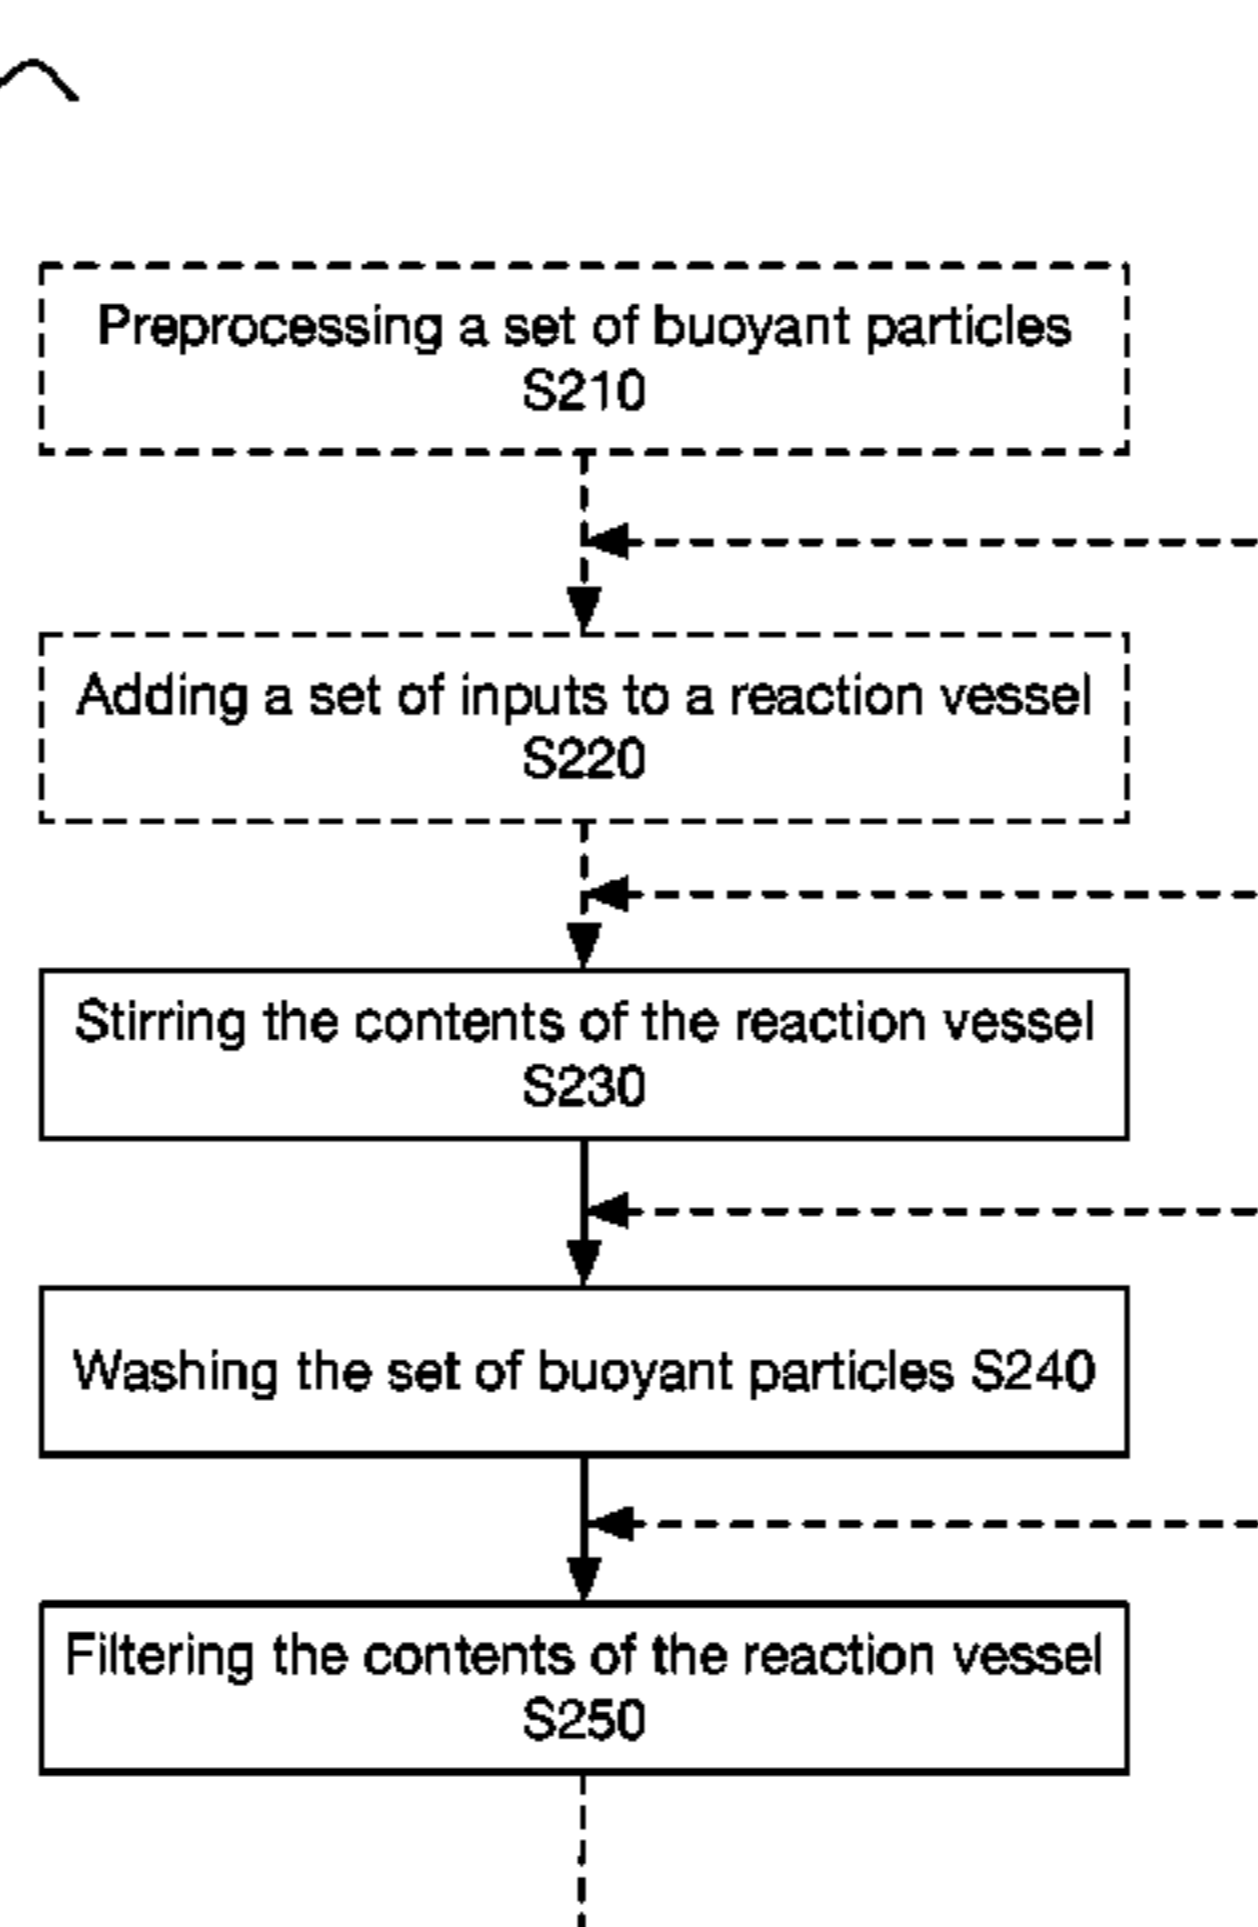 Preprocessing a set of buoyant particles
S210
Adding a set of inputs to a reaction vessel
S220
Stirring the contents of the reaction vessel
S230
Washing the set of buoyant particles S240
Filtering the contents of the reaction vessel
S250